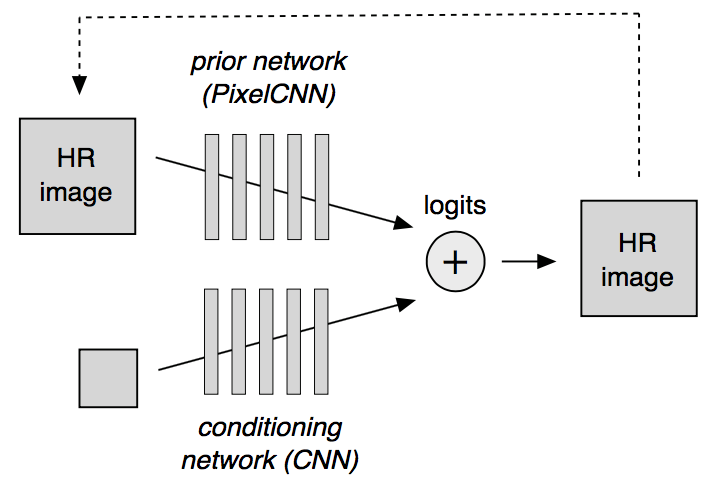 prior network
(PixelCNN)
HR
image
logits
+
HR
image
conditioning
network (CNN)